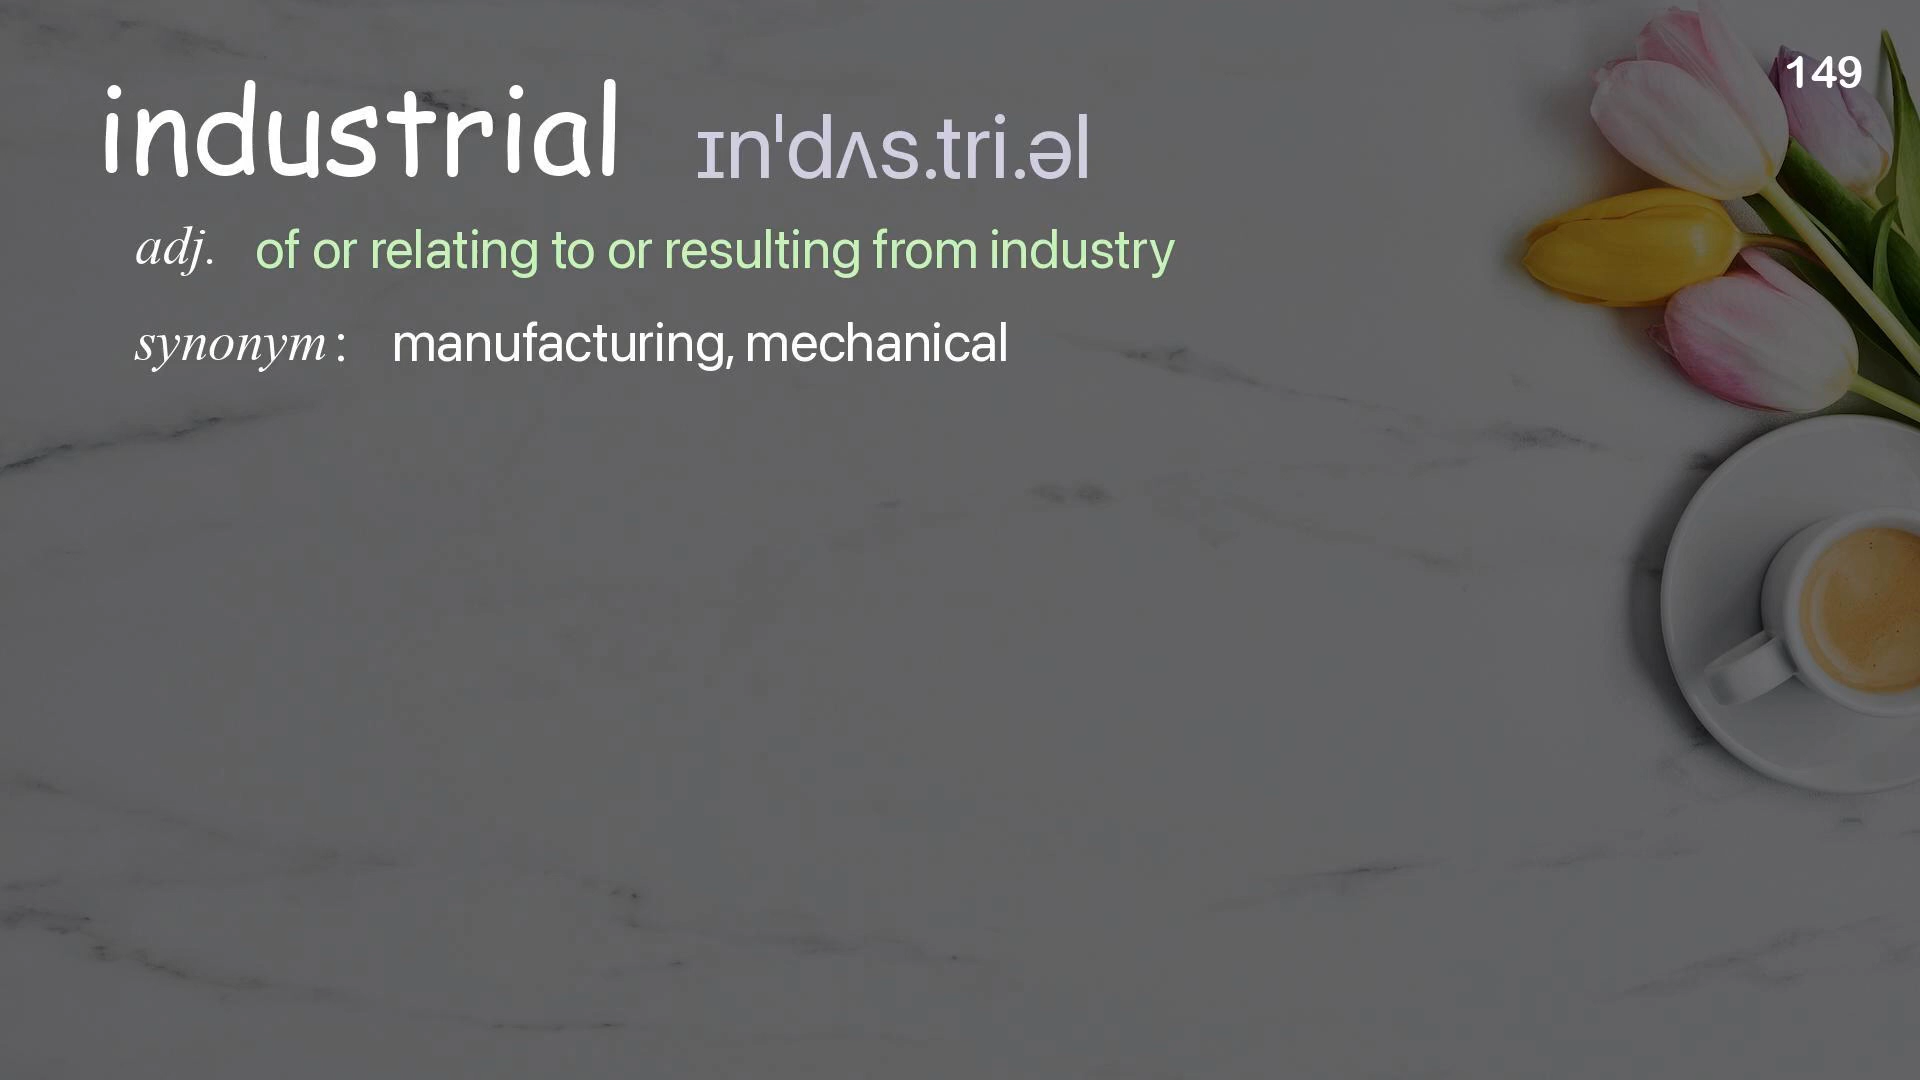 149
industrial ɪnˈdʌs.tri.əl
adj. of or relating to or resulting from industry
synonym : manufacturing, mechanical